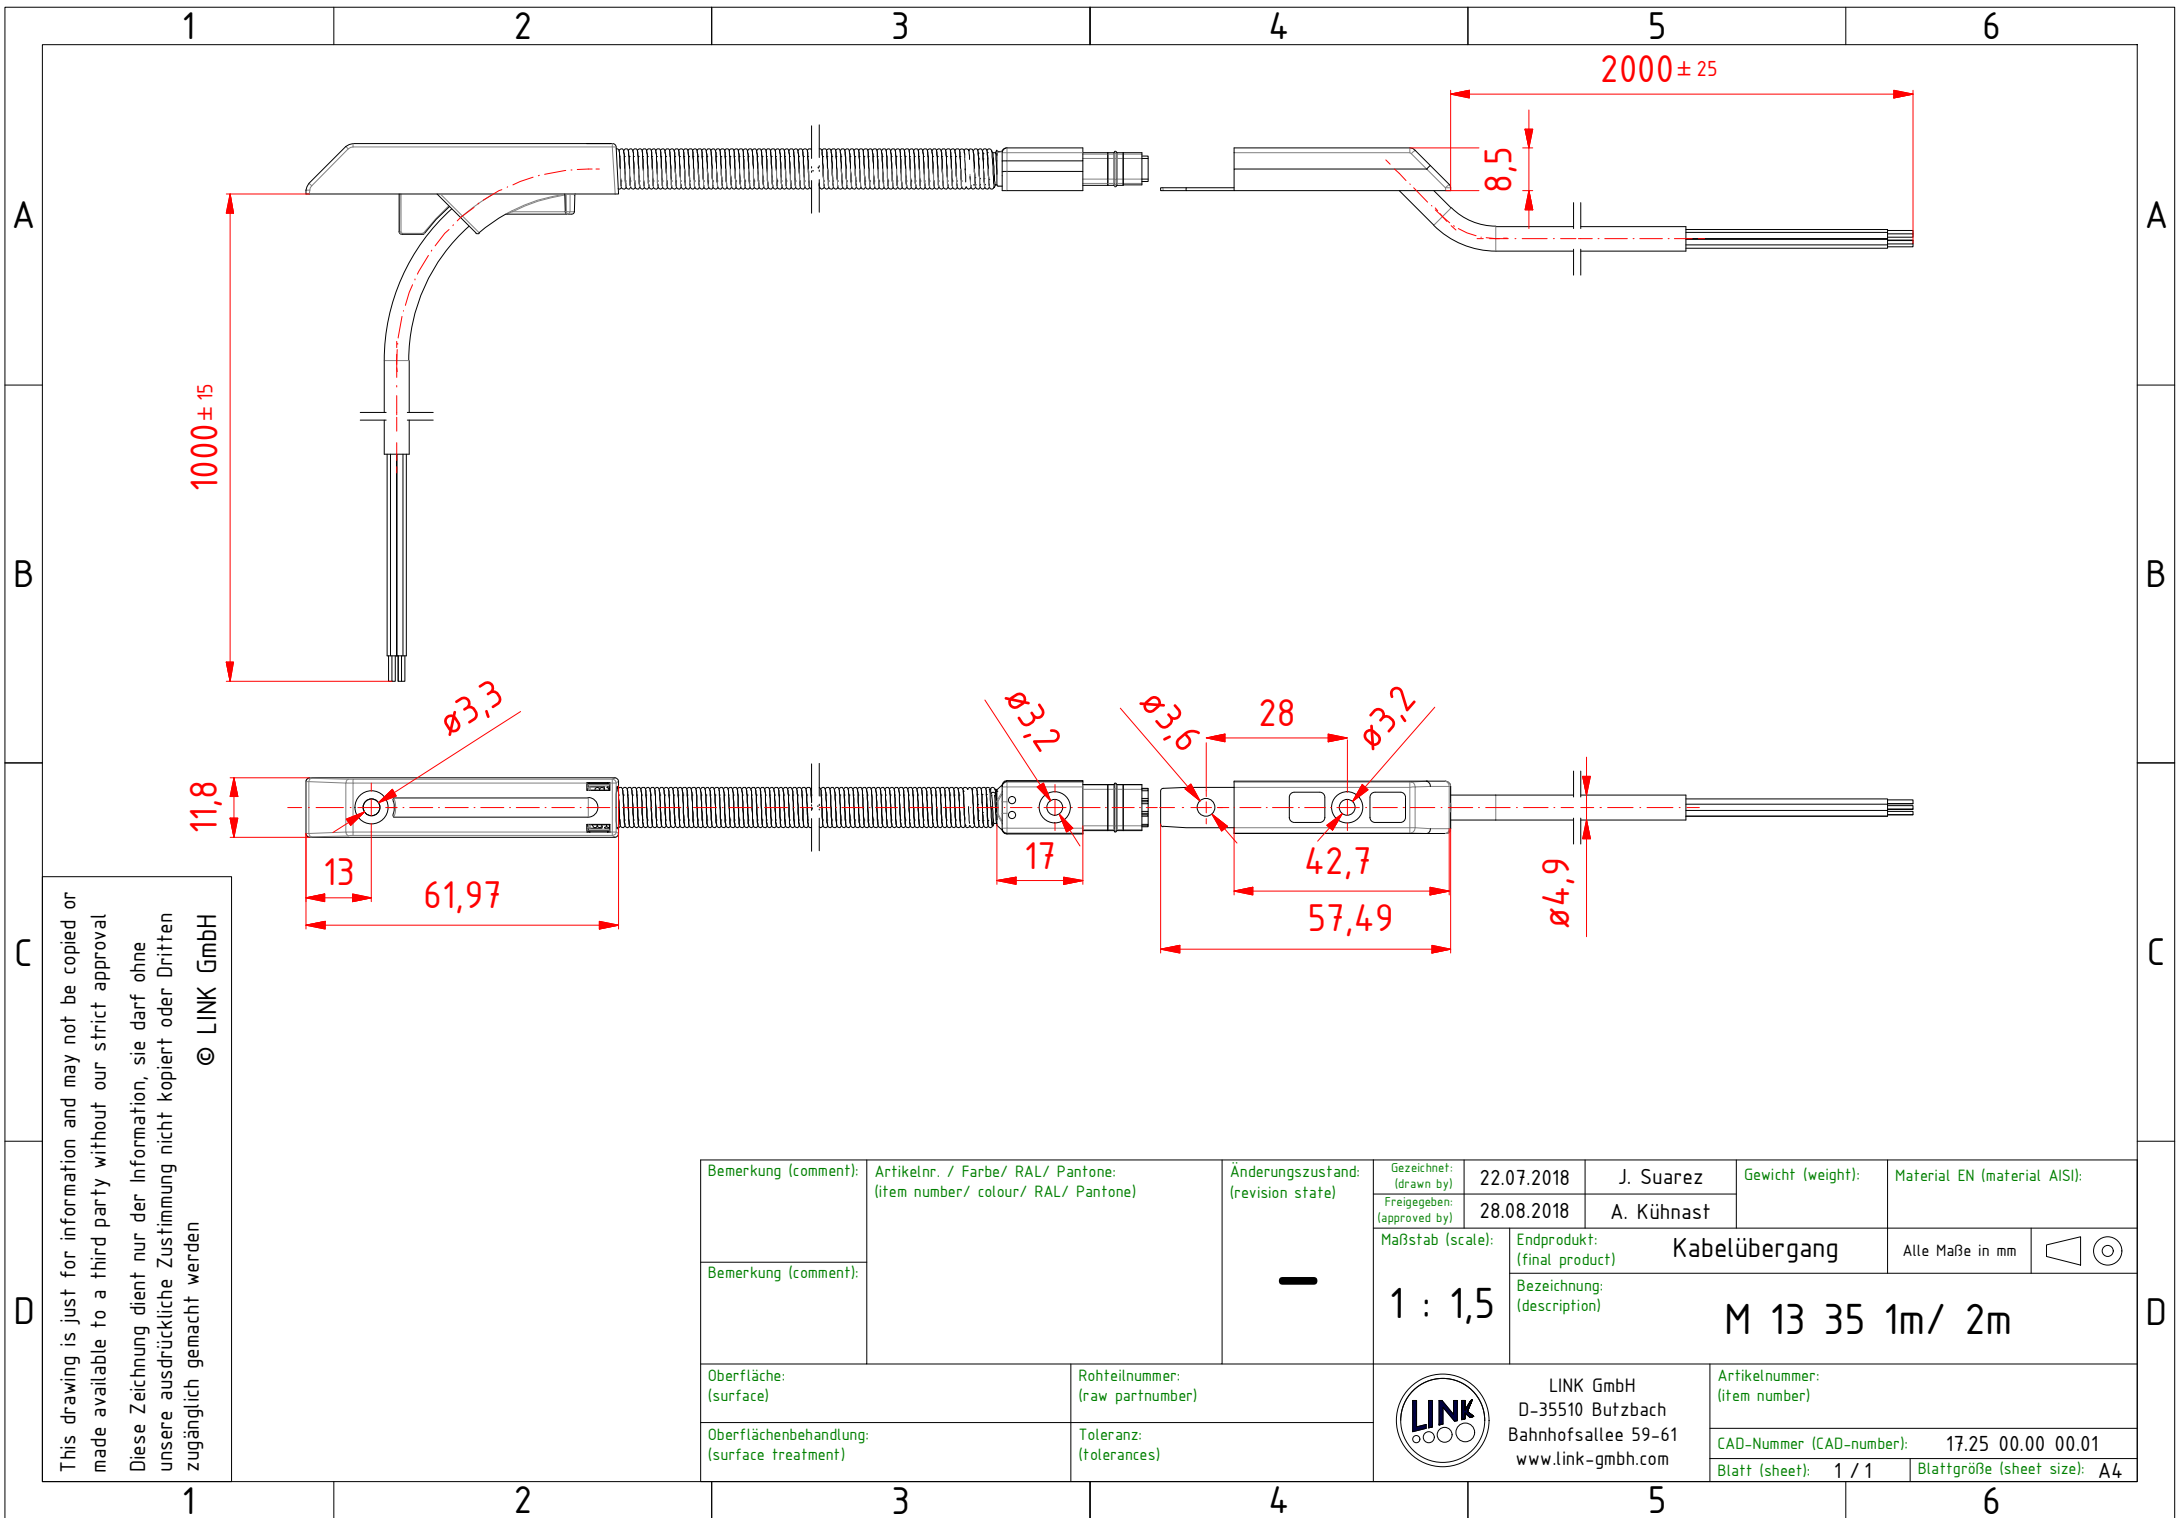 1 2 3 4 5 6
A A
B B
C C
D D
2000 ± 25
8,5
1000 ± 15
ø3,3
ø3,2
ø3,6
28
ø3,2
11,8
13
61,97
17
42,7
57,49
ø4,9
This drawing is just for information and may not be copied or
made available to a third party without our strict approval
Diese Zeichnung dient nur der Information, sie darf ohne
unsere ausdrückliche Zustimmung nicht kopiert oder Dritten
zugänglich gemacht werden
© LINK GmbH
Bemerkung (comment):
Artikelnr. / Farbe/ RAL/ Pantone:
(item number/ colour/ RAL/ Pantone)
Änderungszustand:
(revision state)
–
Gezeichnet:
(drawn by)
22.07.2018
J. Suarez
Freigegeben:
(approved by)
28.08.2018
A. Kühnast
Gewicht (weight):
Material EN (material AISI):
Bemerkung (comment):
Maßstab (scale):
1 : 1,5
Endprodukt:
(final product)
Kabelübergang
Alle Maße in mm
Bezeichnung:
(description)
M 13 35 1m/ 2m
Oberfläche:
(surface)
Rohteilnummer:
(raw partnumber)
Oberflächenbehandlung:
(surface treatment)
Toleranz:
(tolerances)
LINK
LINK GmbH
D-35510 Butzbach
Bahnhofsallee 59-61
www.link-gmbh.com
Artikelnummer:
(item number)
CAD-Nummer (CAD-number): 17.25 00.00 00.01
Blatt (sheet): 1 / 1
Blattgröße (sheet size): A4
1 2 3 4 5 6